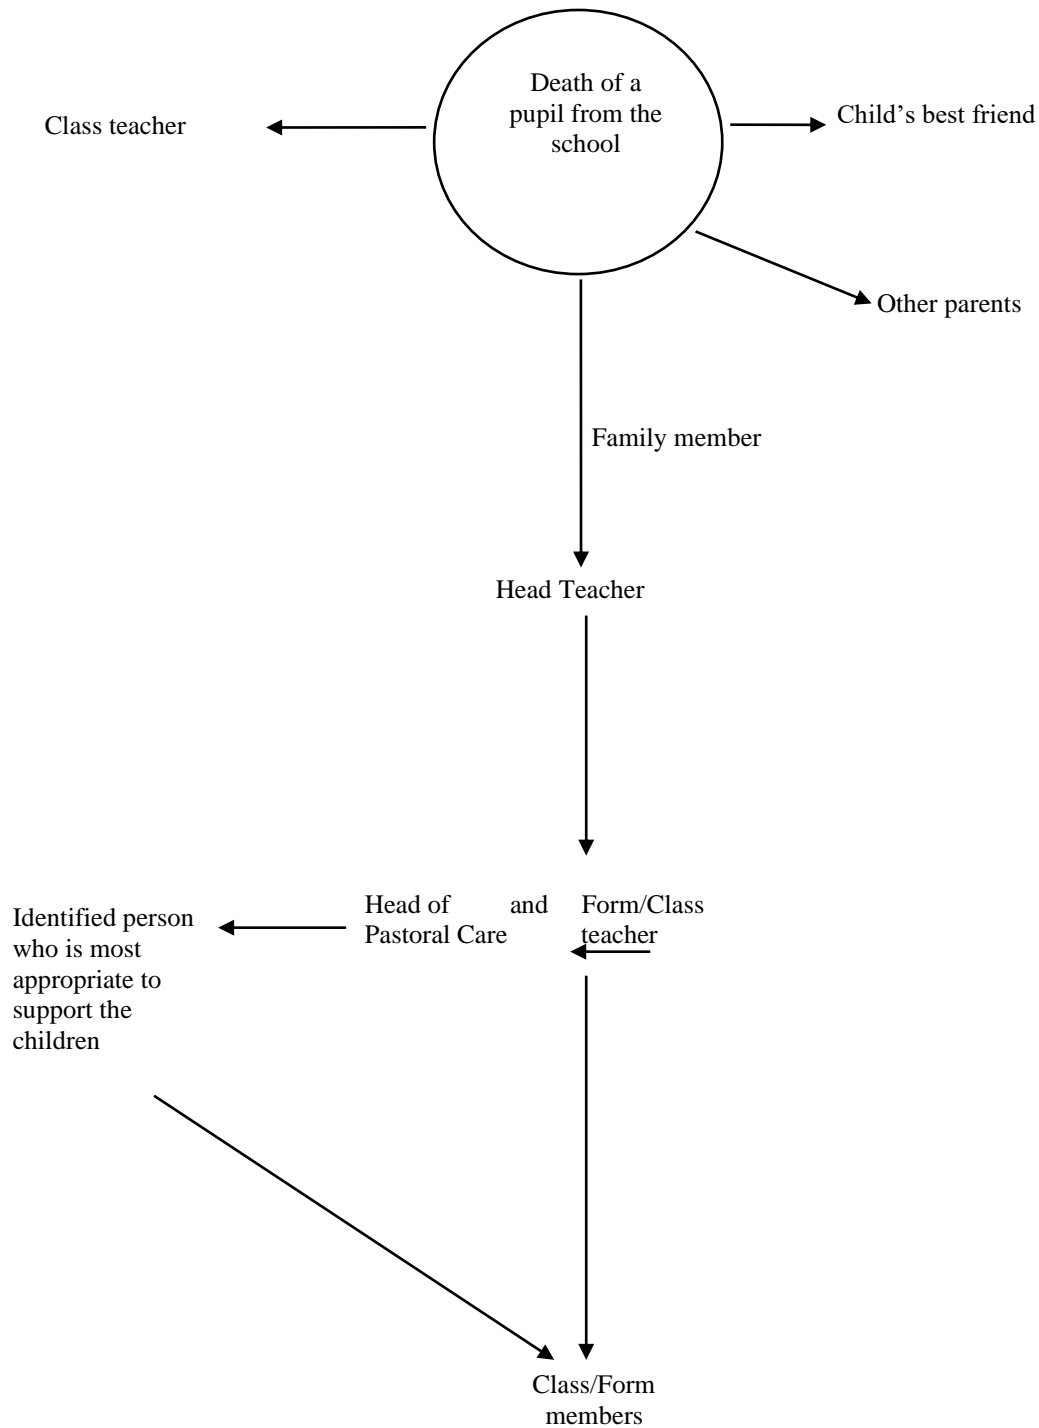 Death of a
pupil from the
school
Class teacher
Child’s best friend
Other parents
Family member
Head Teacher
Head of and Form/Class
Pastoral Care teacher
Identified person
who is most
appropriate to
support the
children
Class/Form
members